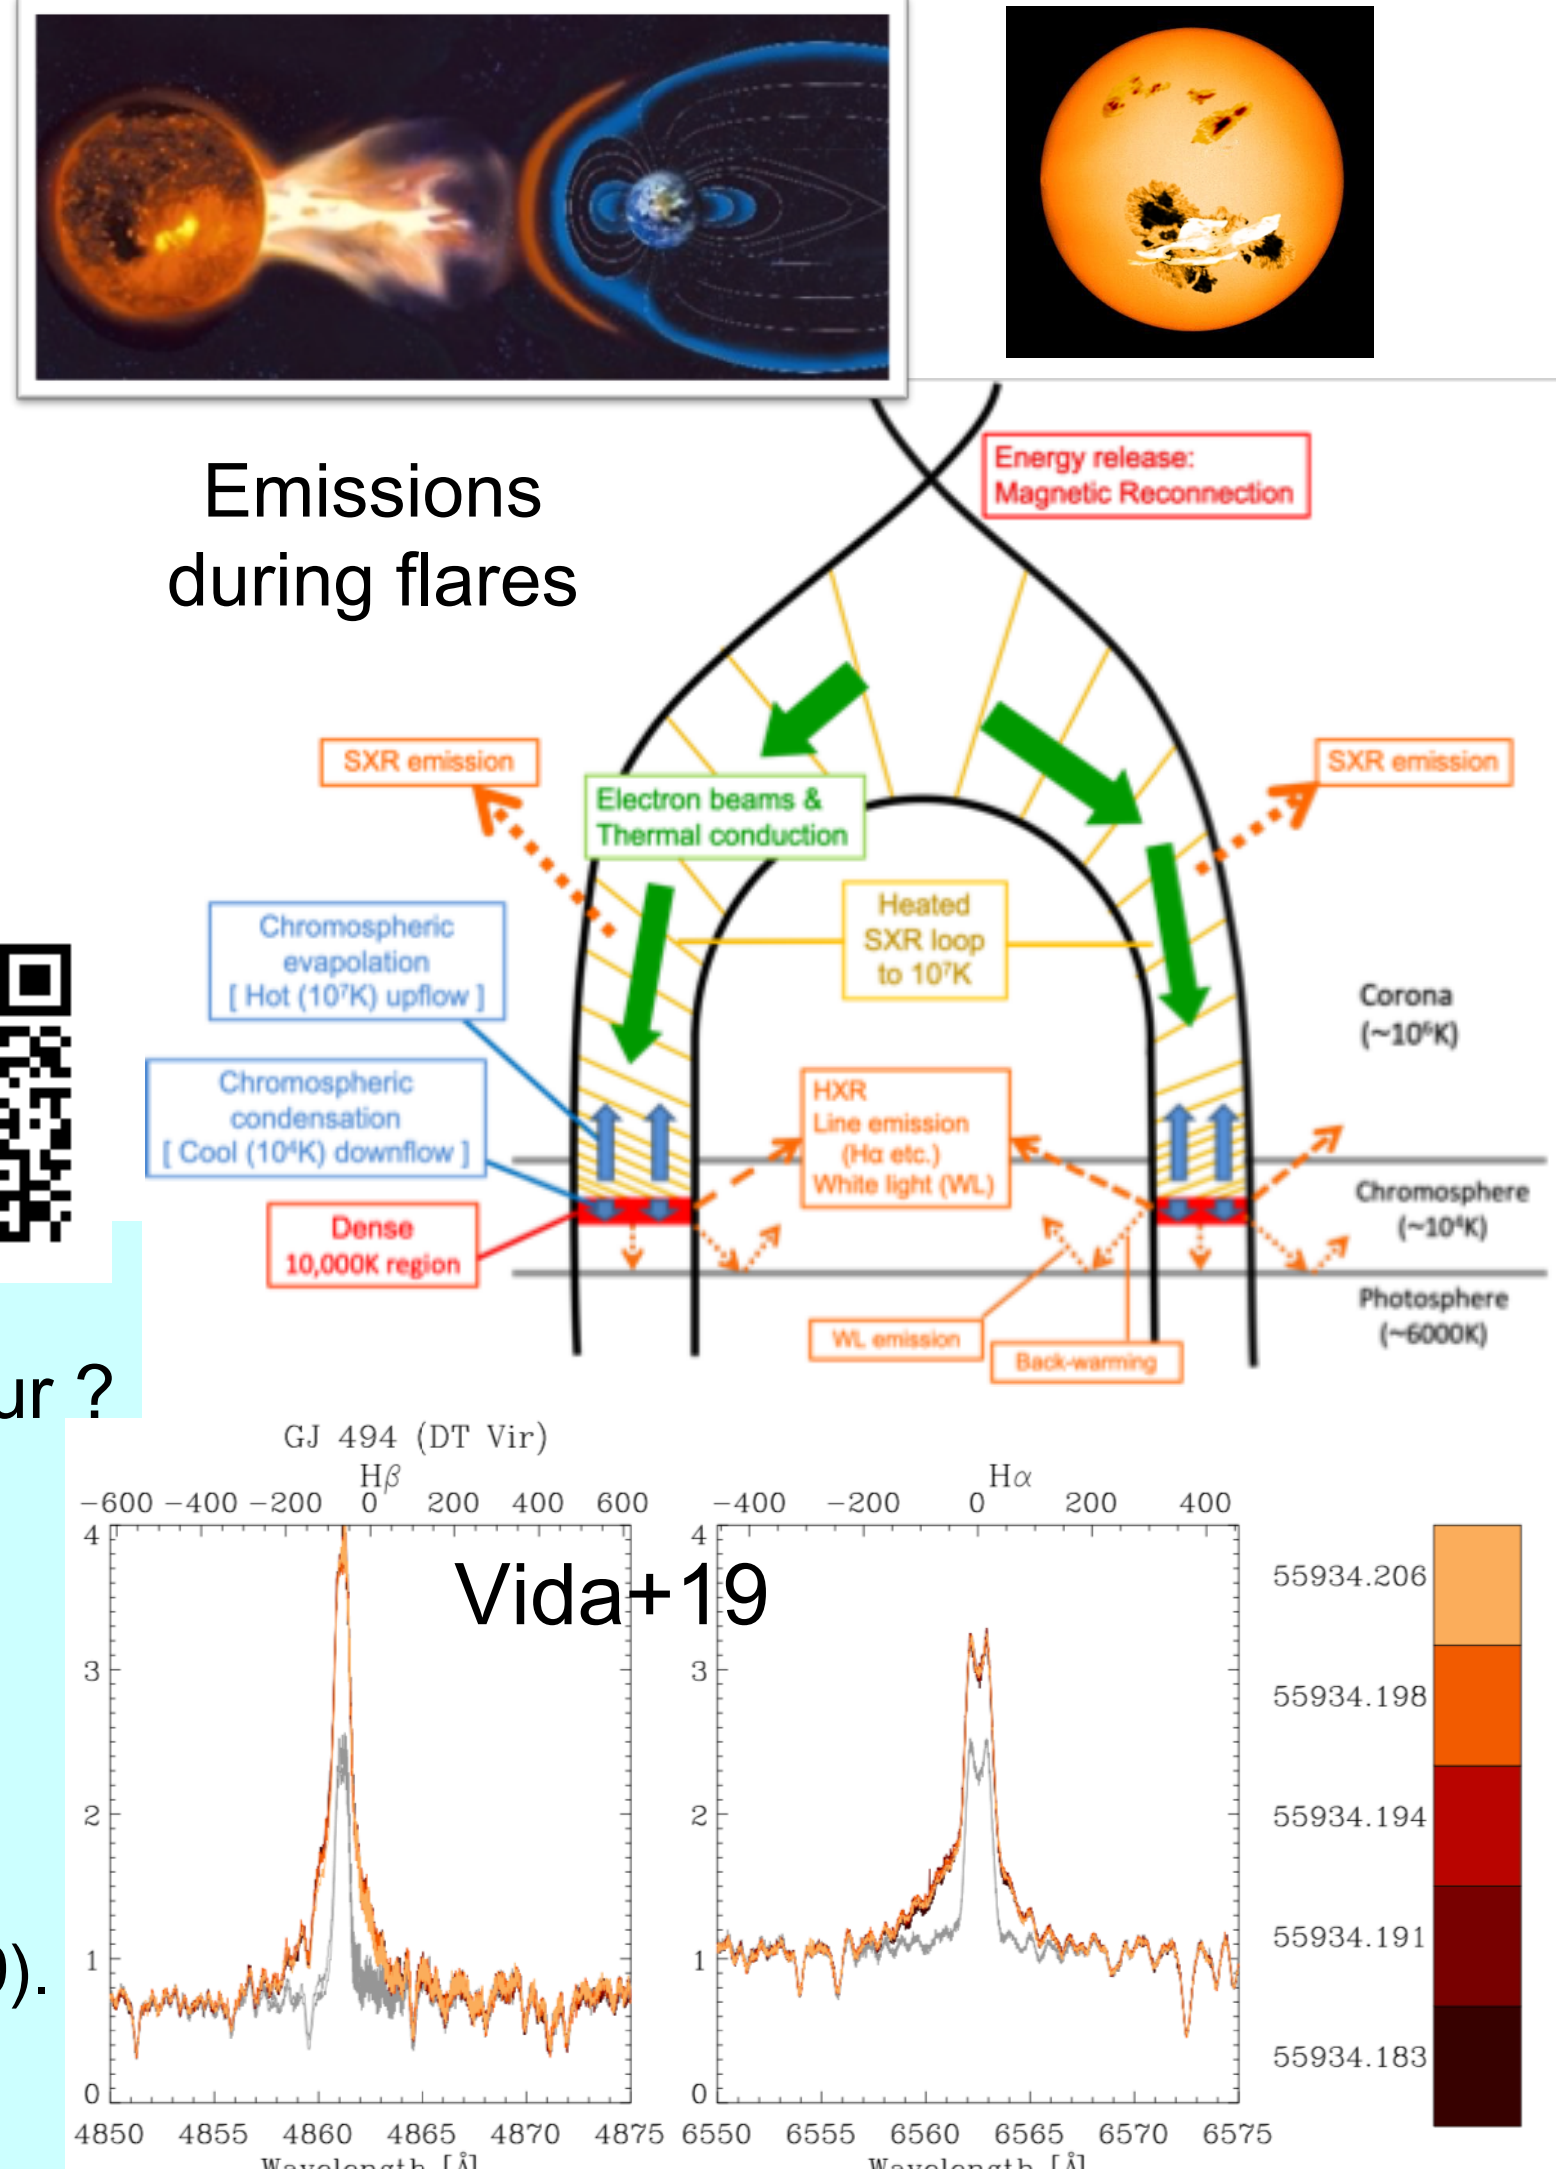 Emissions
during flares
Energy release:
Magnetic Reconnection
SXR emission
SXR emission
Electron beams &
Thermal conduction
Heated
SXR loop
to 10⁷K
Chromospheric
evapolation
[ Hot (10⁷K) upflow ]
Corona
(~10⁶K)
Chromospheric
condensation
[ Cool (10⁴K) downflow ]
HXR
Line emission
(Hα etc.)
White light (WL)
Chromosphere
(~10⁴K)
Dense
10,000K region
Photosphere
(~6000K)
WL emission
Back-warming
ur ?
GJ 494 (DT Vir)
Hβ
Hα
−600 −400 −200 0 200 400 600
−400 −200 0 200 400
Vida+19
4
3
2
1
0
4
3
2
1
0
55934.206
55934.198
55934.194
55934.191
55934.183
).
4850 4855 4860 4865 4870 4875
6550 6555 6560 6565 6570 6575
Wavelength [Å]
Wavelength [Å]